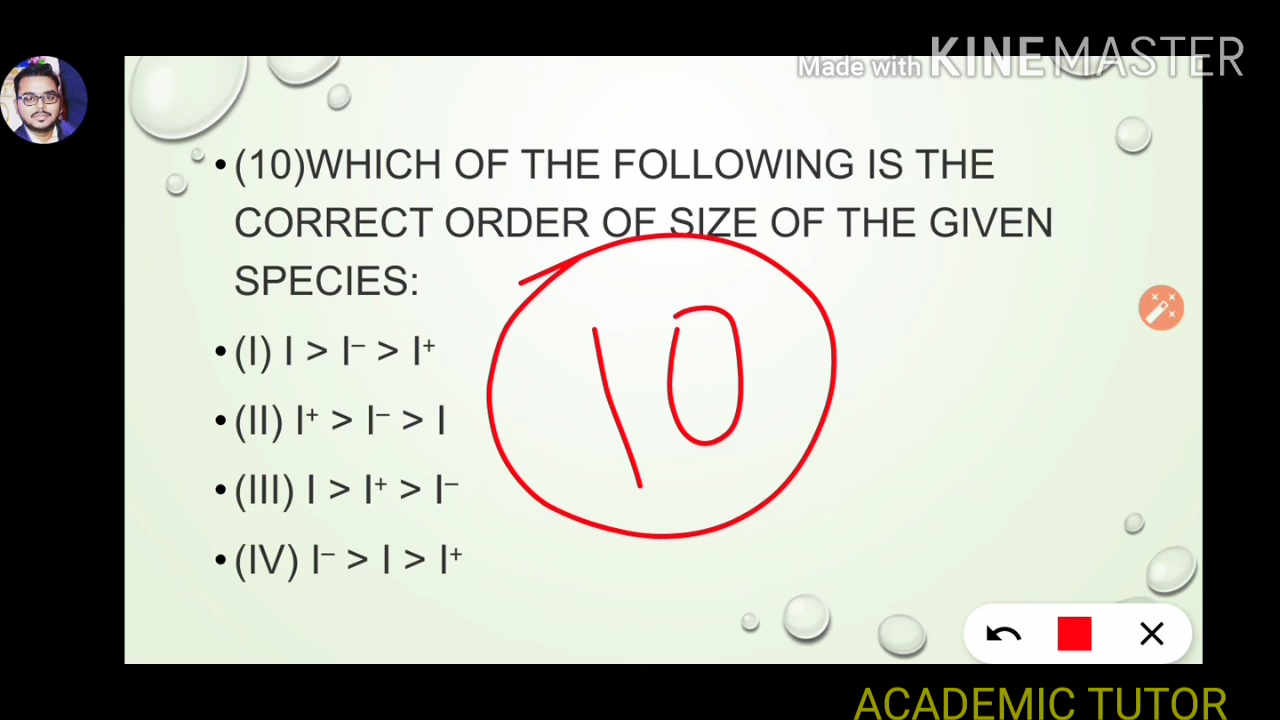 Made with KINEMASTER
• (10)WHICH OF THE FOLLOWING IS THE
CORRECT ORDER OF SIZE OF THE GIVEN
SPECIES:
• (I) I > I⁻ > I⁺
• (II) I⁺ > I⁻ > I
• (III) I > I⁺ > I⁻
• (IV) I⁻ > I > I⁺
10
ACADEMIC TUTOR